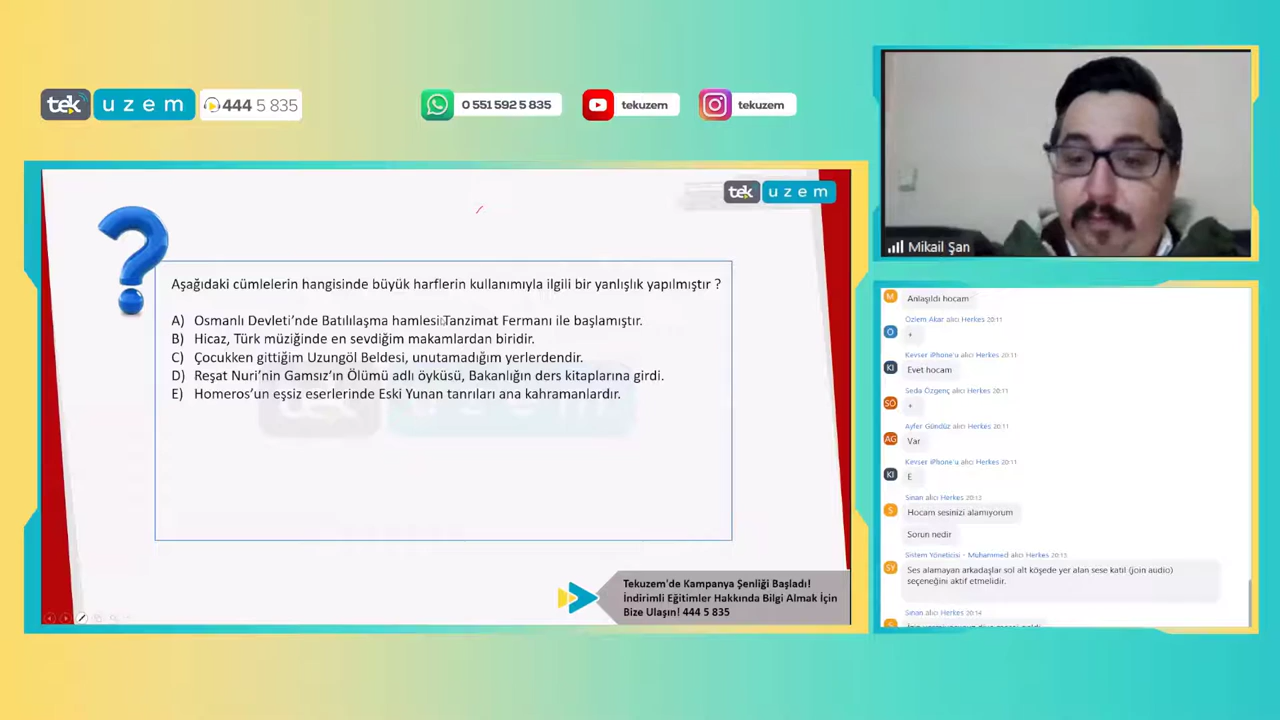 tek uzem 444 5 835
0 551 592 5 835
tekuzem
tekuzem
tek uzem
Aşağıdaki cümlelerin hangisinde büyük harflerin kullanımıyla ilgili bir yanlışlık yapılmıştır ?
A) Osmanlı Devleti’nde Batılılaşma hamlesi Tanzimat Fermanı ile başlamıştır.
B) Hicaz, Türk müziğinde en sevdiğim makamlardan biridir.
C) Çocukken gittiğim Uzungöl Beldesi, unutamadığım yerlerdendir.
D) Reşat Nuri’nin Gamsız’ın Ölümü adlı öyküsü, Bakanlığın ders kitaplarına girdi.
E) Homeros’un eşsiz eserlerinde Eski Yunan tanrıları ana kahramanlardır.
tek uzem
Tekuzem'de Kampanya Şenliği Başladı!
İndirimli Eğitimler Hakkında Bilgi Almak İçin
Bize Ulaşın! 444 5 835
Mikail Şan
M
Anlaşıldı hocam
Özlem Akar alıcı Herkes 20:11
Ö
+
Kevser iPhone'u alıcı Herkes 20:11
Kİ
Evet hocam
Seda Özgenç alıcı Herkes 20:11
SÖ
+
Ayfer Gündüz alıcı Herkes 20:11
AG
Var
Kevser iPhone'u alıcı Herkes 20:11
Kİ
E
Sinan alıcı Herkes 20:13
S
Hocam sesinizi alamıyorum
Sorun nedir
Sistem Yöneticisi - Muhammed alıcı Herkes 20:13
SY
Ses alamayan arkadaşlar sol alt köşede yer alan sese katıl (join audio)
seçeneğini aktif etmelidir.
Sinan alıcı Herkes 20:14